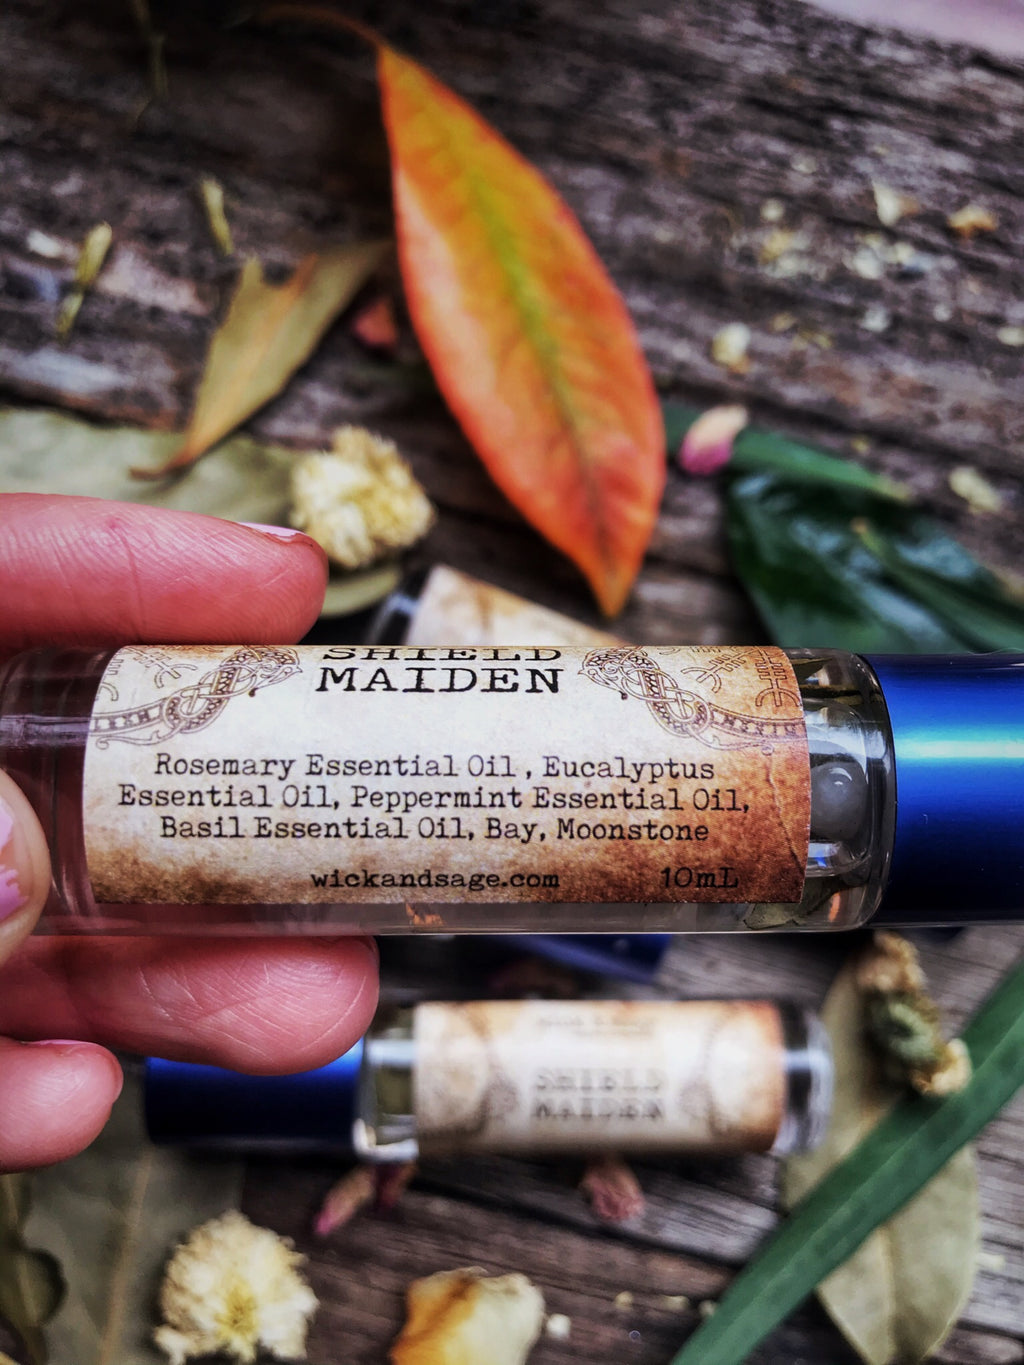 SHIELD
MAIDEN
Rosemary Essential Oil , Eucalyptus
Essential Oil, Peppermint Essential Oil,
Basil Essential Oil, Bay, Moonstone
wickandsage.com 10mL
SHIELD
MAIDEN